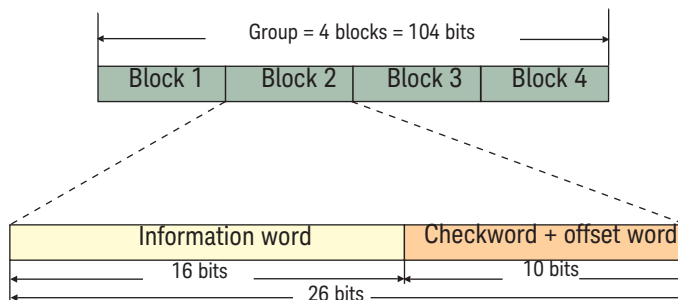 Group = 4 blocks = 104 bits
Block 1 Block 2 Block 3 Block 4
Information word Checkword + offset word
16 bits 10 bits
26 bits